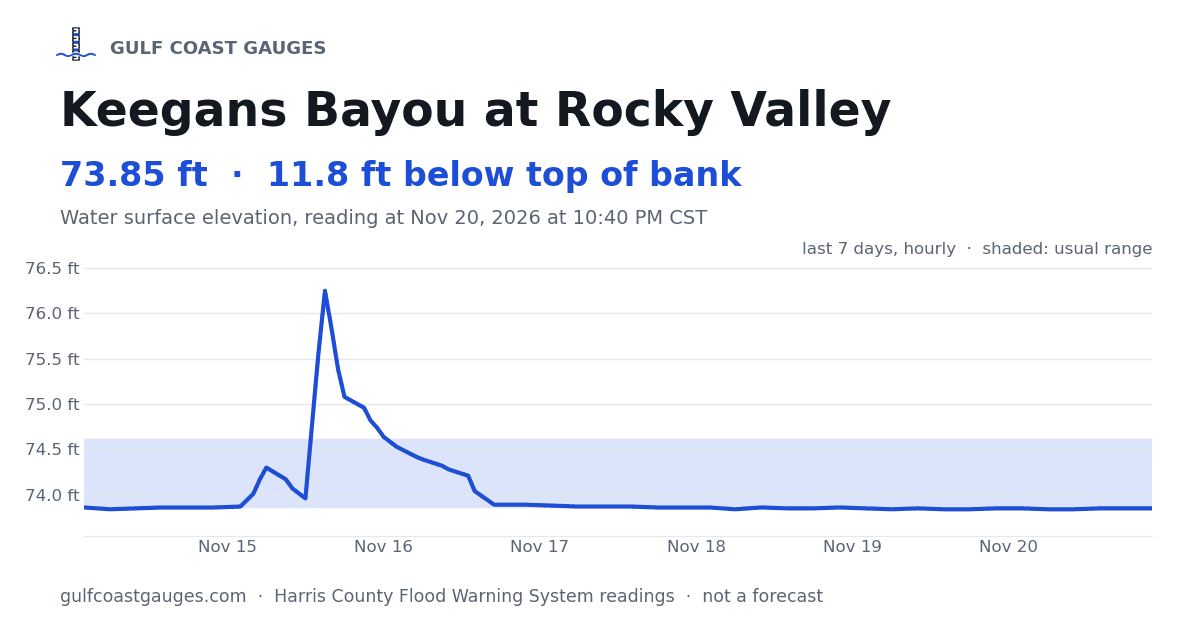 GULF COAST GAUGES
Keegans Bayou at Rocky Valley
73.85 ft · 11.8 ft below top of bank
Water surface elevation, reading at Nov 20, 2026 at 10:40 PM CST
last 7 days, hourly · shaded: usual range
76.5 ft
76.0 ft
75.5 ft
75.0 ft
74.5 ft
74.0 ft
Nov 15 Nov 16 Nov 17 Nov 18 Nov 19 Nov 20
gulfcoastgauges.com · Harris County Flood Warning System readings · not a forecast